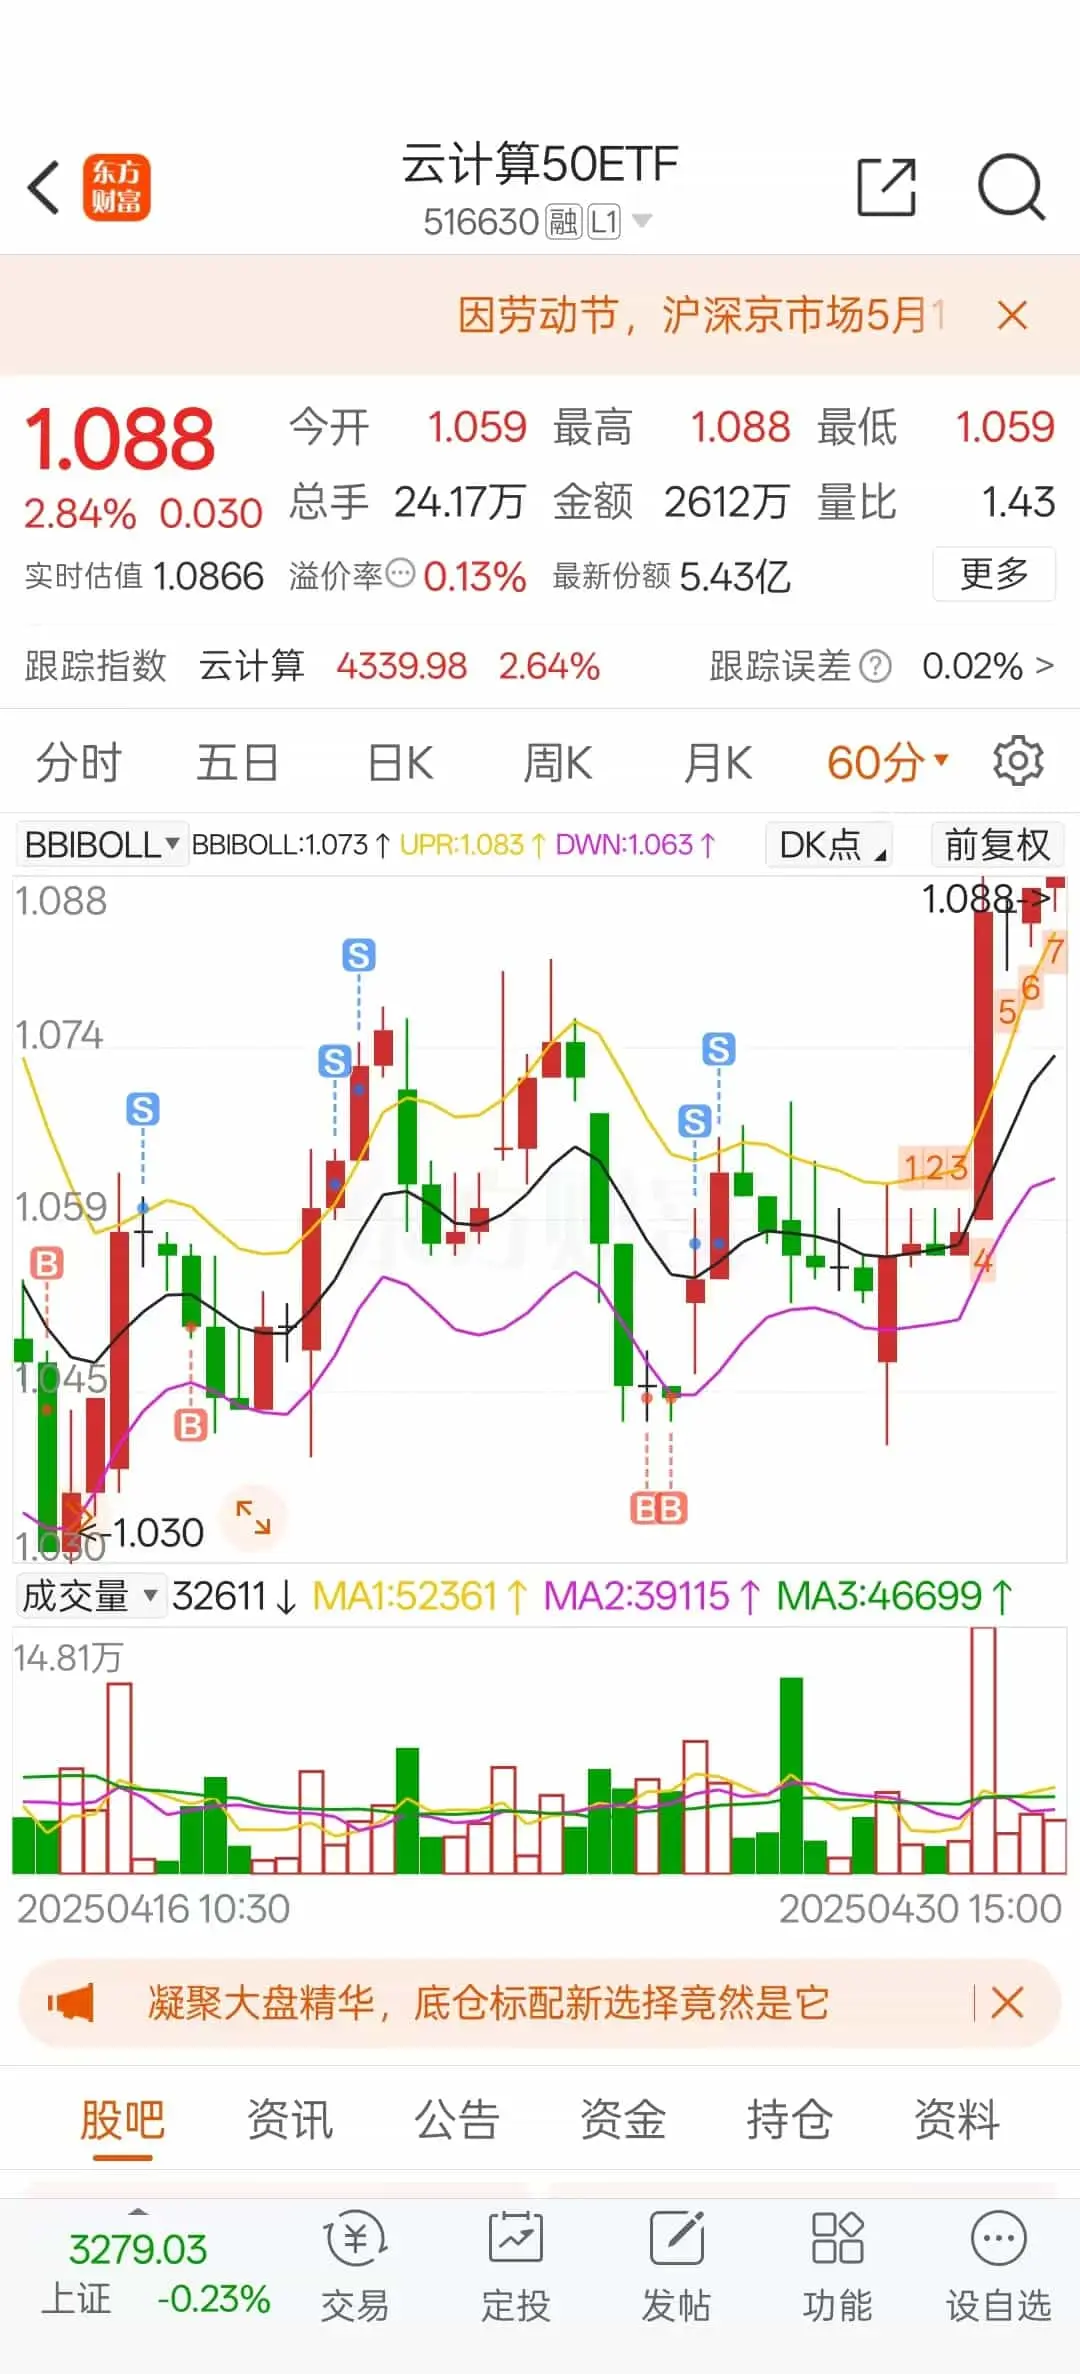 东方
财富
云计算50ETF
516630 融 L1
因劳动节，沪深京市场5月1
1.088
2.84% 0.030
今开 1.059 最高 1.088 最低 1.059
总手 24.17万 金额 2612万 量比 1.43
实时估值 1.0866 溢价率 0.13% 最新份额 5.43亿 更多
跟踪指数 云计算 4339.98 2.64% 跟踪误差 ? 0.02% >
分时 五日 日K 周K 月K 60分
BBIBOLL BBIBOLL:1.073↑ UPR:1.083↑ DWN:1.063↑ DK点 前复权
1.088
1.088->
7
6
5
S
1.074
S
S
S
S
123
1.059
B
4
1.045
B
BB
<-1.030
1.030
成交量 32611↓ MA1:52361↑ MA2:39115↑ MA3:46699↑
14.81万
20250416 10:30 20250430 15:00
凝聚大盘精华，底仓标配新选择竟然是它
股吧 资讯 公告 资金 持仓 资料
3279.03
上证 -0.23% 交易 定投 发帖 功能 设自选